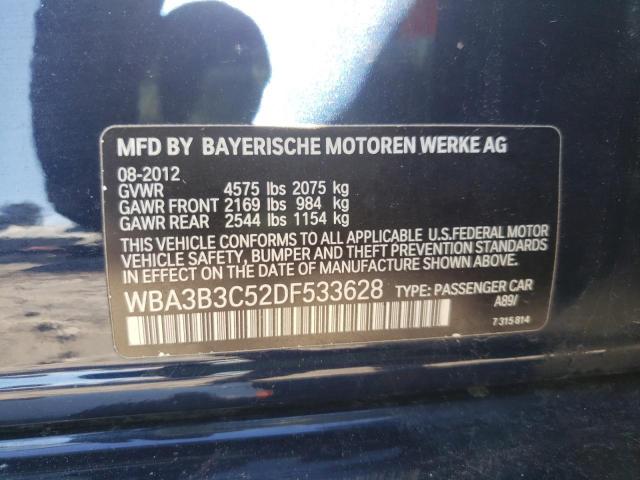 MFD BY BAYERISCHE MOTOREN WERKE AG
08-2012
GVWR 4575 lbs 2075 kg
GAWR FRONT 2169 lbs 984 kg
GAWR REAR 2544 lbs 1154 kg
THIS VEHICLE CONFORMS TO ALL APPLICABLE U.S.FEDERAL MOTOR
VEHICLE SAFETY, BUMPER AND THEFT PREVENTION STANDARDS
IN EFFECT ON THE DATE OF MANUFACTURE SHOWN ABOVE.
WBA3B3C52DF533628 TYPE: PASSENGER CAR
A89/
7 315 814